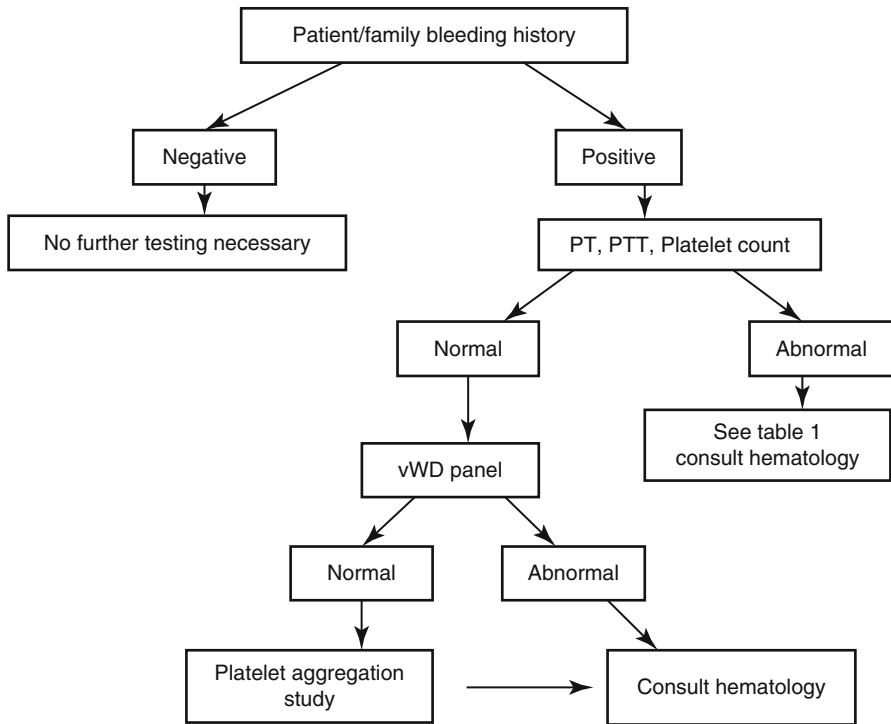 Patient/family bleeding history
Negative
Positive
No further testing necessary
PT, PTT, Platelet count
Normal
Abnormal
See table 1
consult hematology
vWD panel
Normal
Abnormal
Platelet aggregation
study
Consult hematology